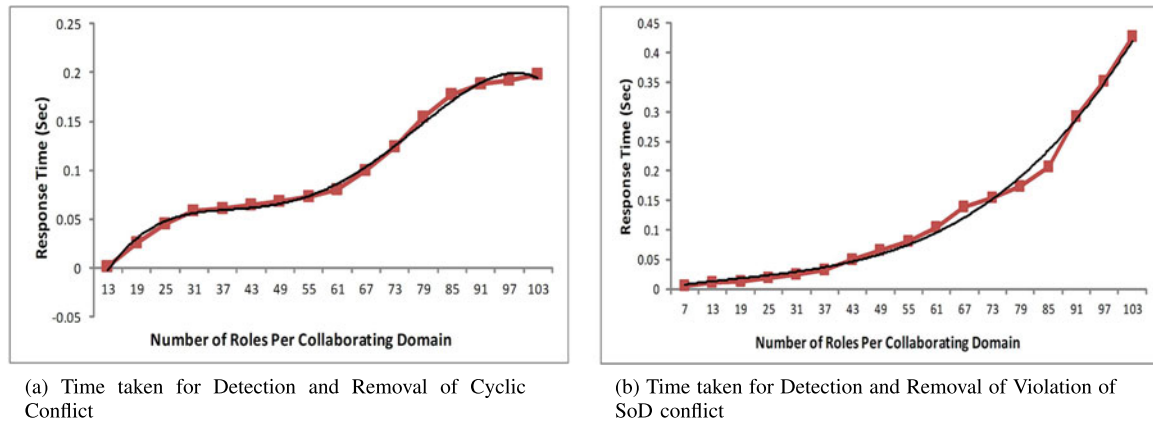 0.25
0.2
0.15
0.1
0.05
0
-0.05
Response Time (Sec)
13 19 25 31 37 43 49 55 61 67 73 79 85 91 97 103
Number of Roles Per Collaborating Domain
(a) Time taken for Detection and Removal of Cyclic
Conflict
0.45
0.4
0.35
0.3
0.25
0.2
0.15
0.1
0.05
0
Response Time (Sec)
7 13 19 25 31 37 43 49 55 61 67 73 79 85 91 97 103
Number of Roles Per Collaborating Domain
(b) Time taken for Detection and Removal of Violation of
SoD conflict